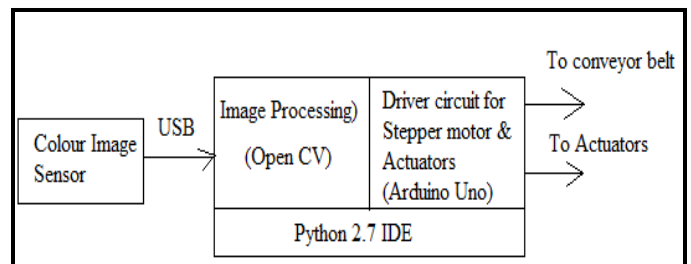 Colour Image
Sensor
USB
Image Processing)
(Open CV)
Driver circuit for
Stepper motor &
Actuators
(Arduino Uno)
Python 2.7 IDE
To conveyor belt
To Actuators